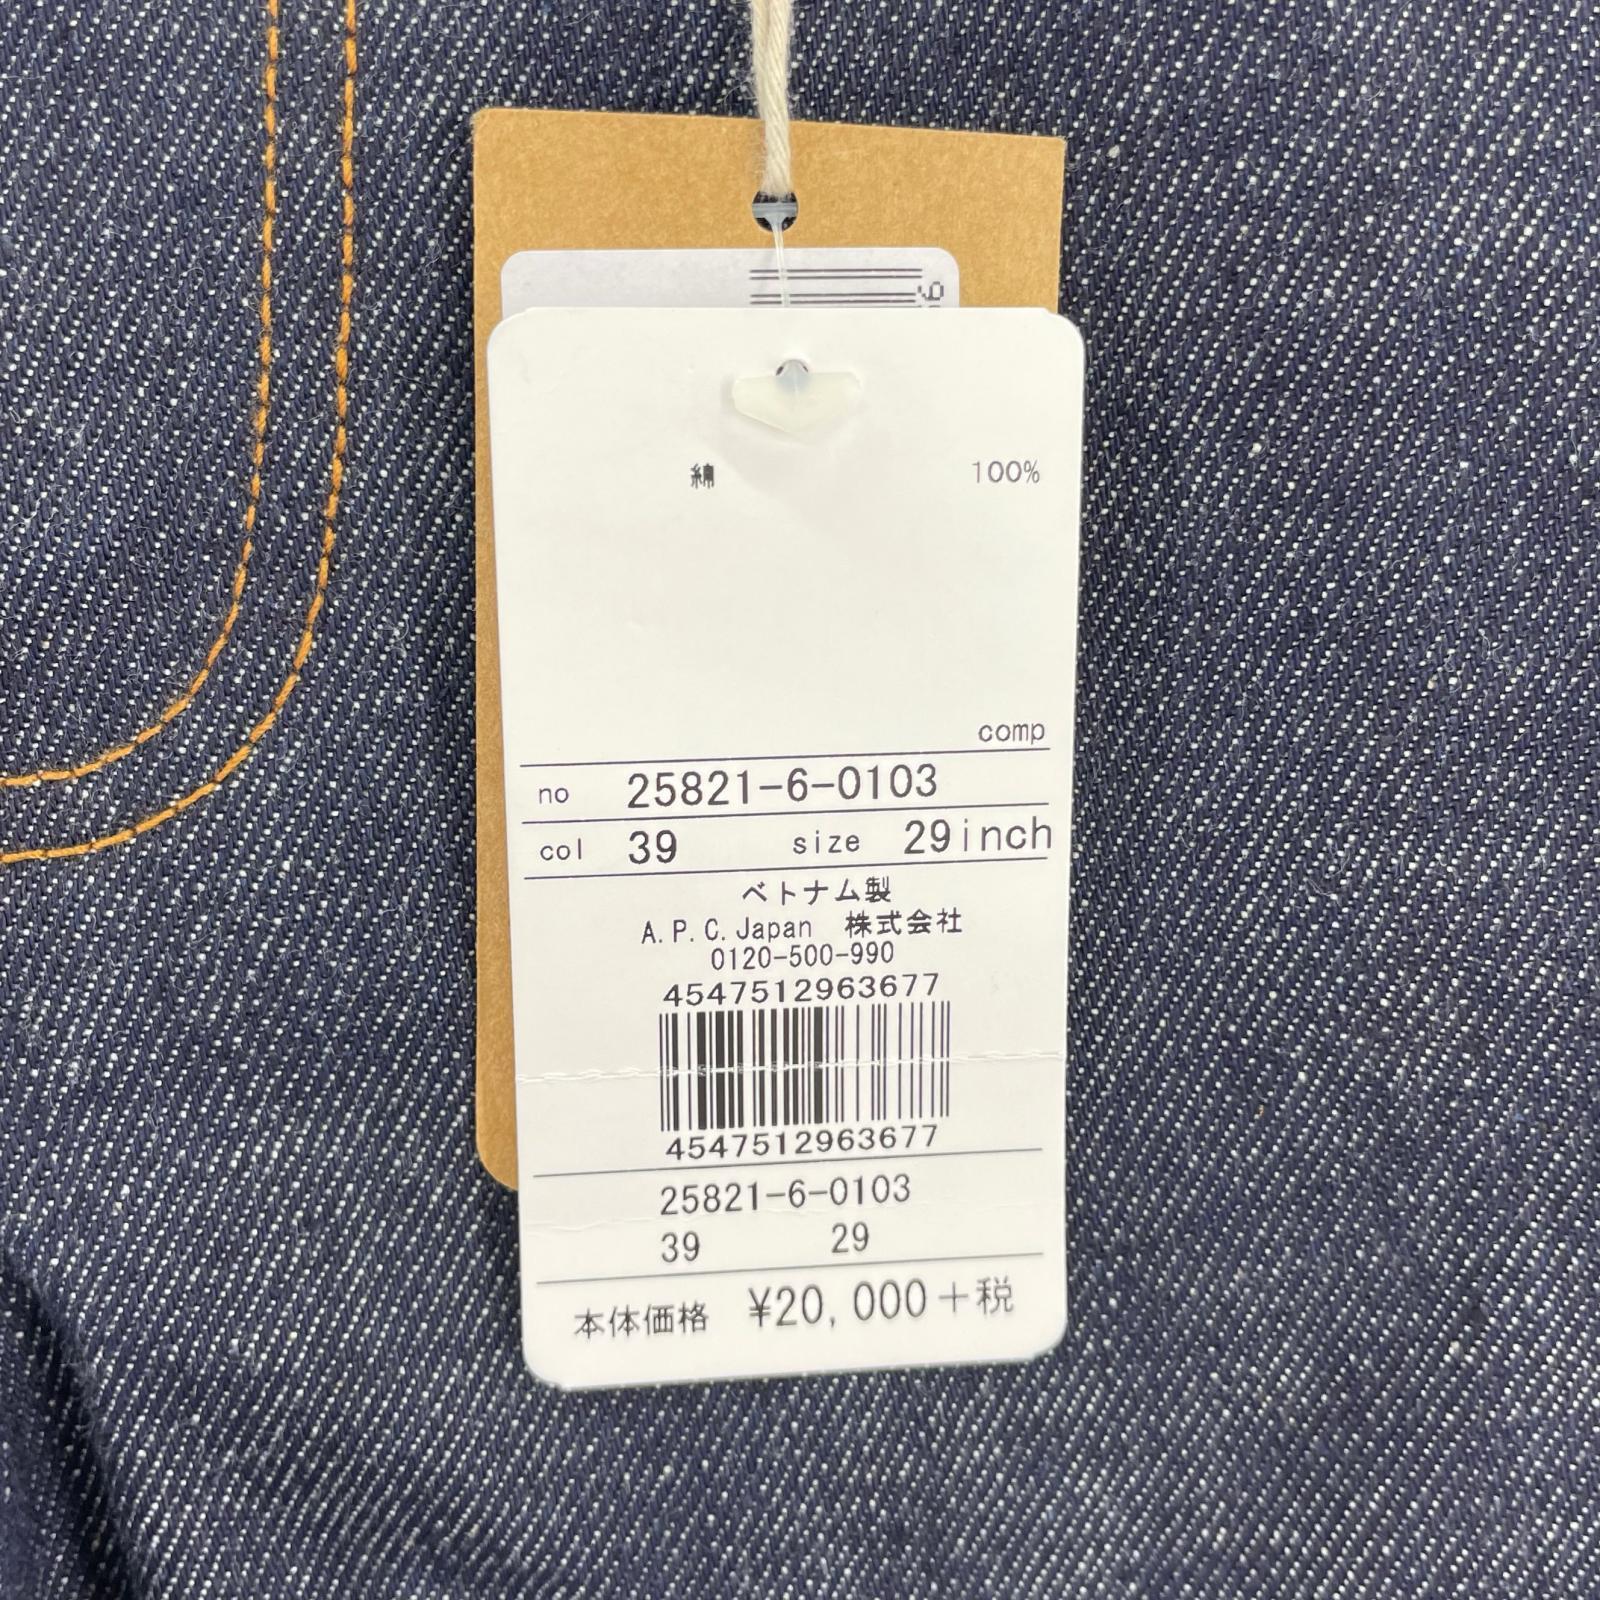 綿 100%
comp
no 25821-6-0103
col 39 size 29inch
ベトナム製
A.P.C.Japan 株式会社
0120-500-990
4547512963677
4547512963677
25821-6-0103
39 29
本体価格 ¥20,000+税